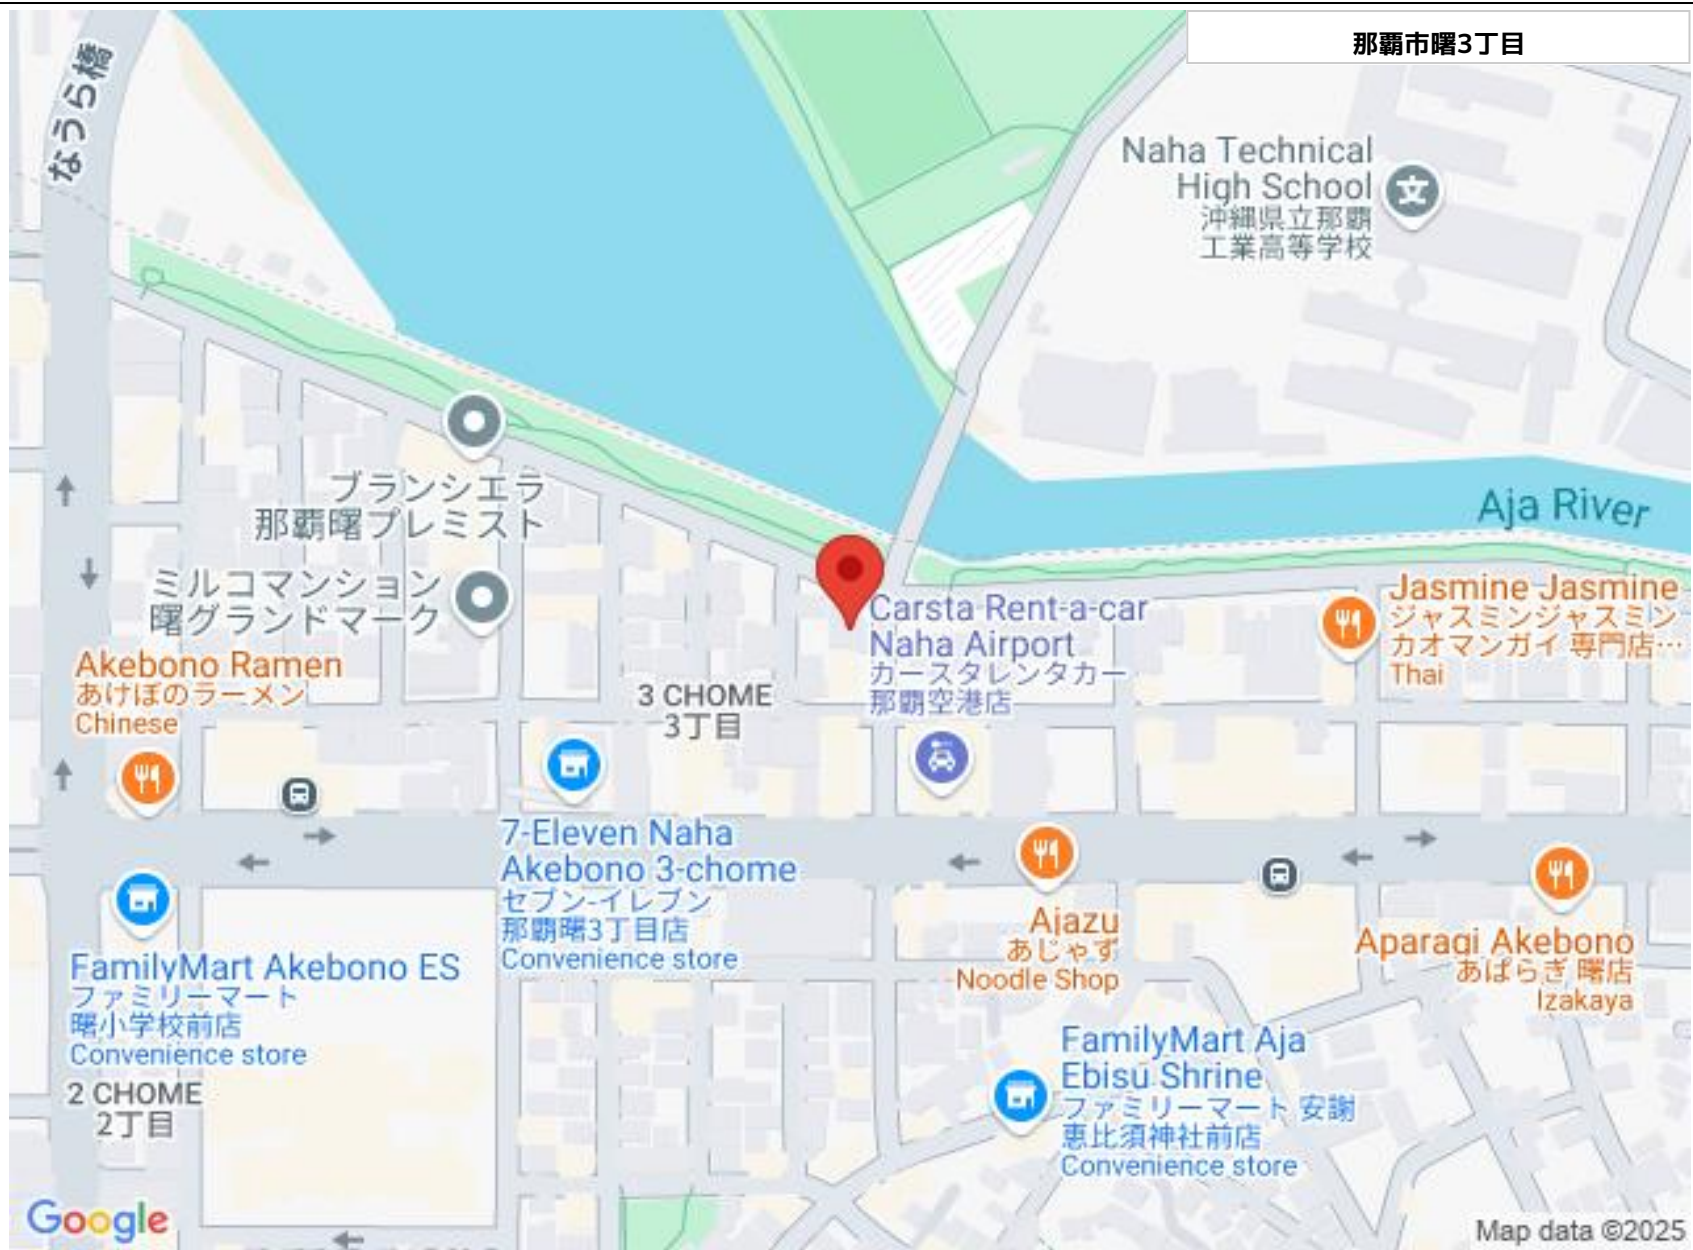 那覇市曙3丁目
なうら橋
Naha Technical
High School
沖縄県立那覇
工業高等学校
Aja River
ブランシエラ
那覇曙プレミスト
ミルコマンション
曙グランドマーク
Carsta Rent-a-car
Naha Airport
カースタレンタカー
那覇空港店
Jasmine Jasmine
ジャスミンジャスミン
カオマンガイ 専門店…
Thai
Akebono Ramen
あけぼのラーメン
Chinese
3 CHOME
3丁目
7-Eleven Naha
Akebono 3-chome
セブン-イレブン
那覇曙3丁目店
Convenience store
Ajazu
あじゃず
Noodle Shop
Aparagi Akebono
あぱらぎ 曙店
Izakaya
FamilyMart Akebono ES
ファミリーマート
曙小学校前店
Convenience store
2 CHOME
2丁目
FamilyMart Aja
Ebisu Shrine
ファミリーマート 安謝
恵比須神社前店
Convenience store
Google
Map data ©2025